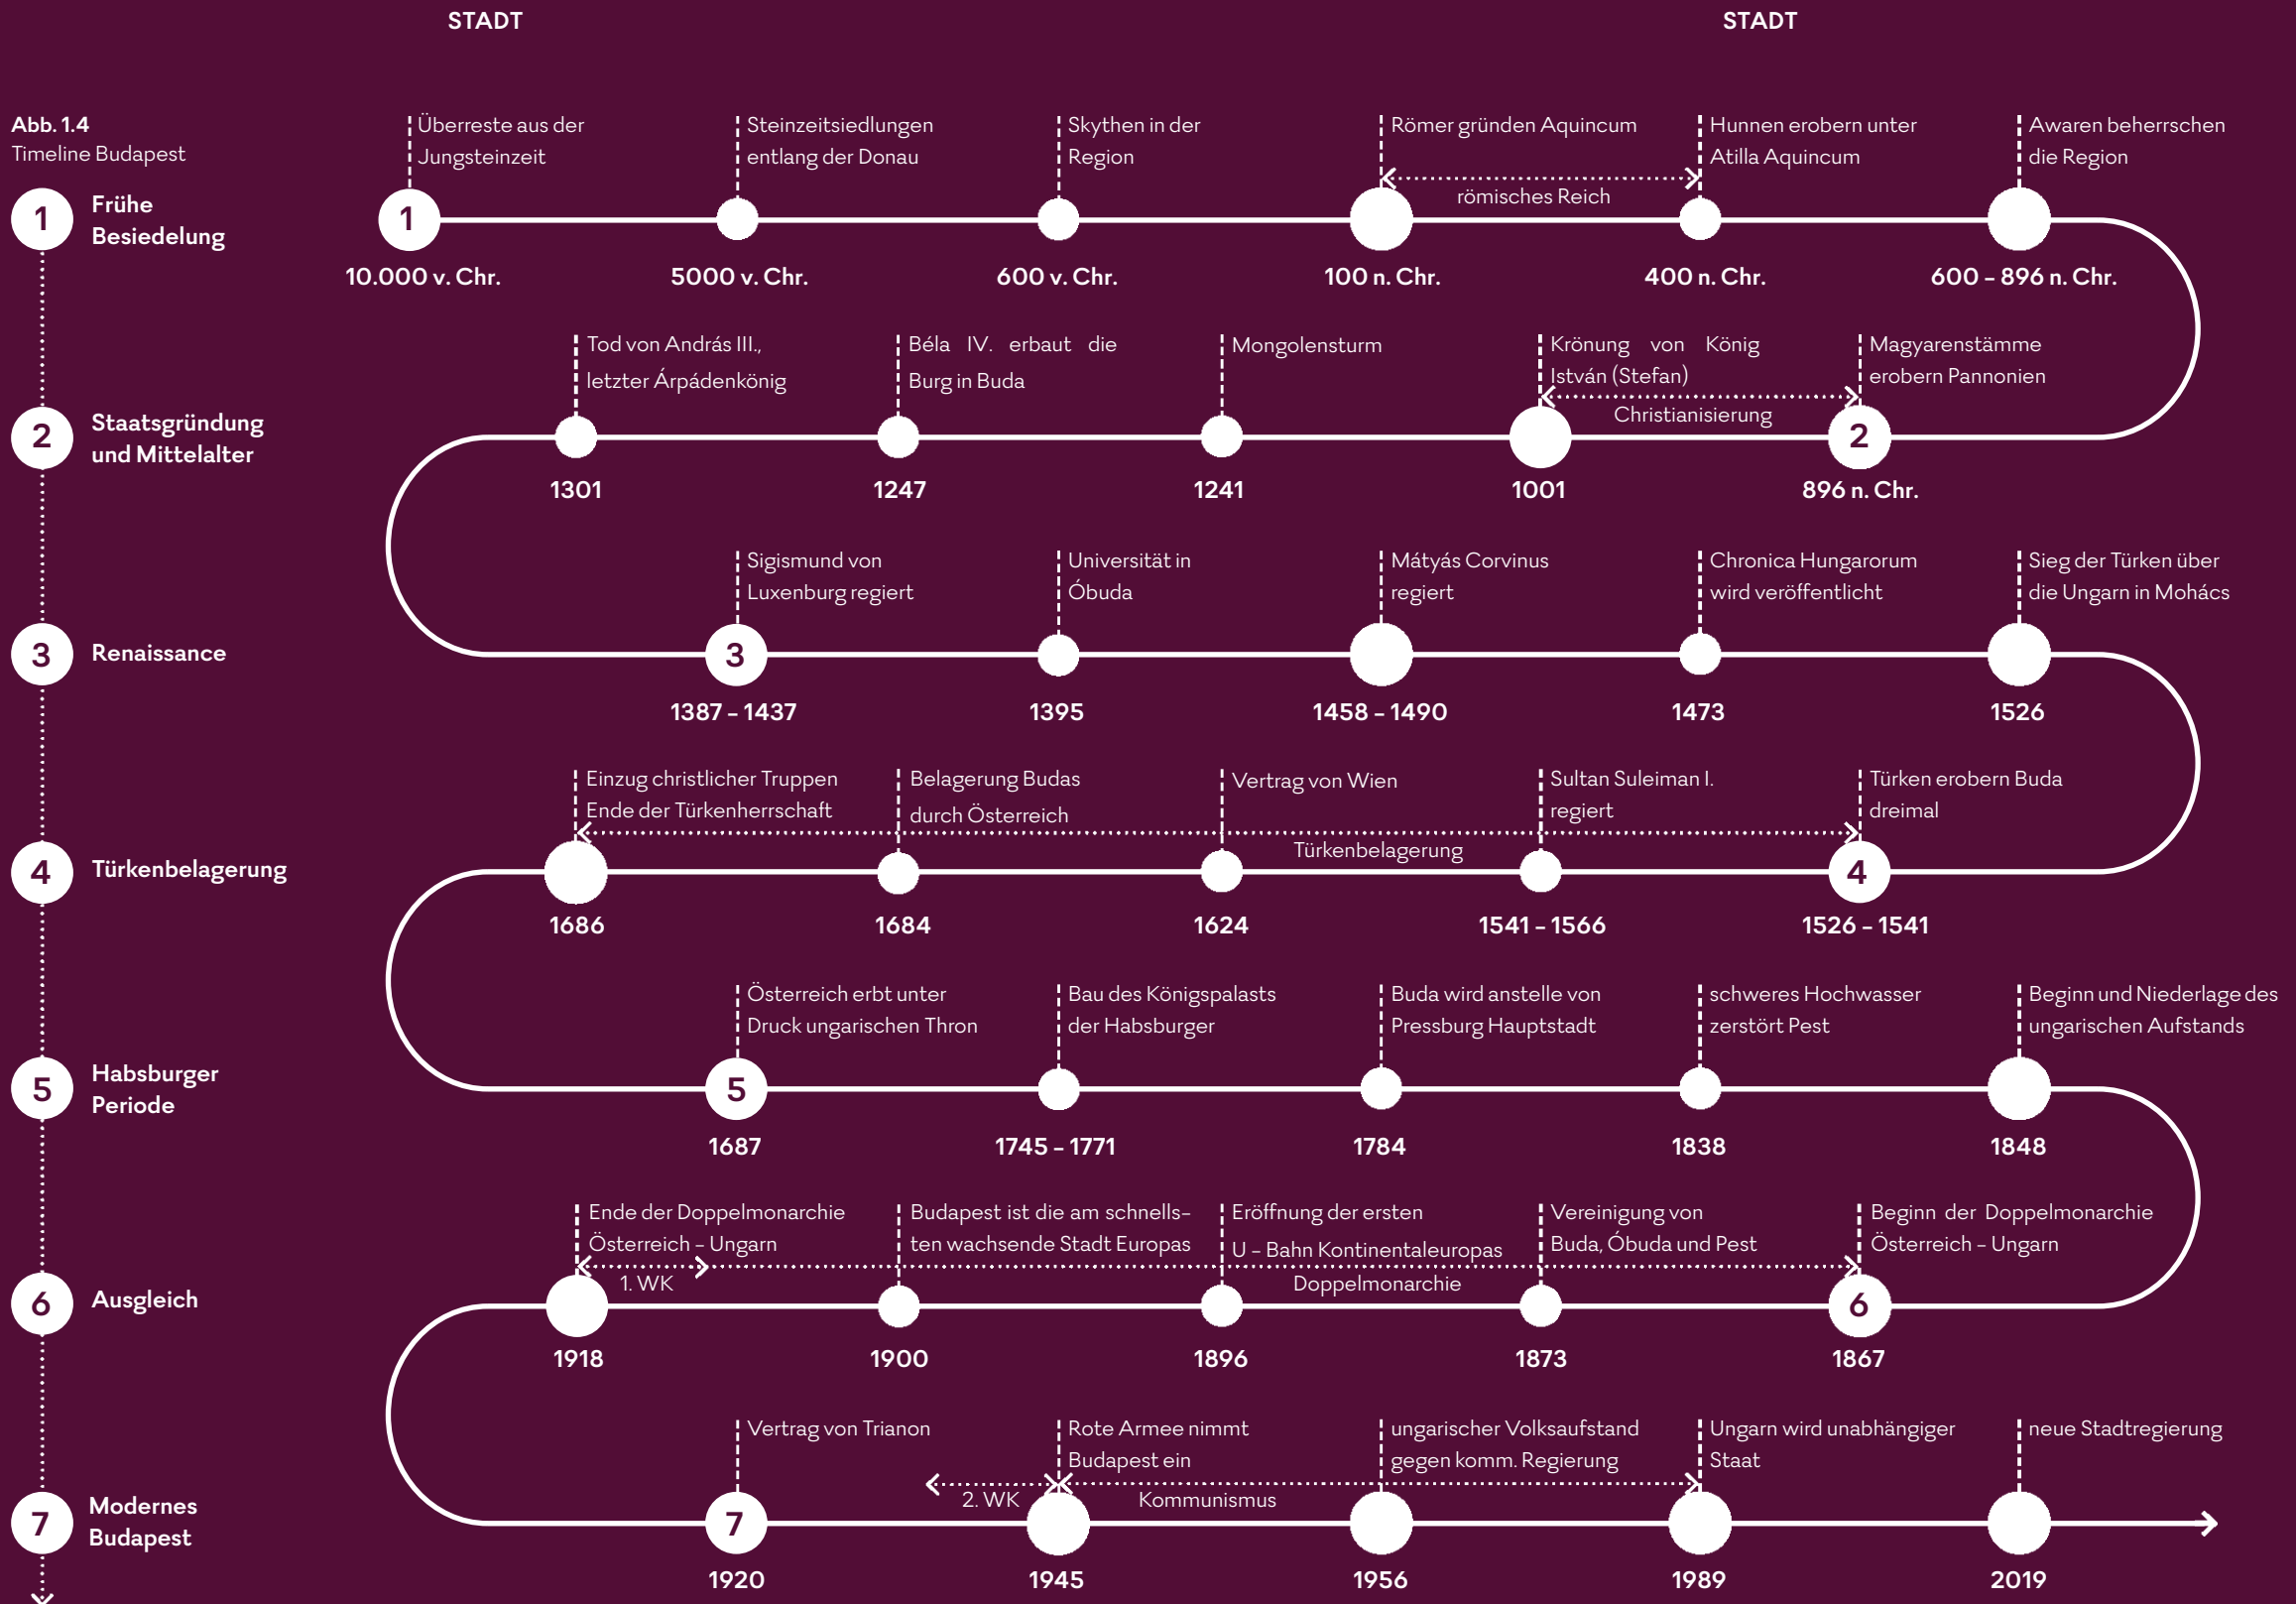 STADT
STADT
Abb. 1.4
Timeline Budapest
Überreste aus der
Jungsteinzeit
Steinzeitsiedlungen
entlang der Donau
Skythen in der
Region
Römer gründen Aquincum
Hunnen erobern unter
Atilla Aquincum
Awaren beherrschen
die Region
römisches Reich
1
Frühe
Besiedelung
1
10.000 v. Chr.
5000 v. Chr.
600 v. Chr.
100 n. Chr.
400 n. Chr.
600 – 896 n. Chr.
Tod von András III.,
letzter Árpádenkönig
Béla IV. erbaut die
Burg in Buda
Mongolensturm
Krönung von König
István (Stefan)
Magyarenstämme
erobern Pannonien
Christianisierung
2
Staatsgründung
und Mittelalter
2
1301
1247
1241
1001
896 n. Chr.
Sigismund von
Luxenburg regiert
Universität in
Óbuda
Mátyás Corvinus
regiert
Chronica Hungarorum
wird veröffentlicht
Sieg der Türken über
die Ungarn in Mohács
3
Renaissance
3
1387 – 1437
1395
1458 – 1490
1473
1526
Einzug christlicher Truppen
Ende der Türkenherrschaft
Belagerung Budas
durch Österreich
Vertrag von Wien
Sultan Suleiman I.
regiert
Türken erobern Buda
dreimal
Türkenbelagerung
4
Türkenbelagerung
4
1686
1684
1624
1541 – 1566
1526 – 1541
Österreich erbt unter
Druck ungarischen Thron
Bau des Königspalasts
der Habsburger
Buda wird anstelle von
Pressburg Hauptstadt
schweres Hochwasser
zerstört Pest
Beginn und Niederlage des
ungarischen Aufstands
5
Habsburger
Periode
5
1687
1745 – 1771
1784
1838
1848
Ende der Doppelmonarchie
Österreich – Ungarn
Budapest ist die am schnells-
ten wachsende Stadt Europas
Eröffnung der ersten
U – Bahn Kontinentaleuropas
Vereinigung von
Buda, Óbuda und Pest
Beginn der Doppelmonarchie
Österreich – Ungarn
1. WK
Doppelmonarchie
6
Ausgleich
6
1918
1900
1896
1873
1867
Vertrag von Trianon
Rote Armee nimmt
Budapest ein
ungarischer Volksaufstand
gegen komm. Regierung
Ungarn wird unabhängiger
Staat
neue Stadtregierung
2. WK
Kommunismus
7
Modernes
Budapest
7
1920
1945
1956
1989
2019